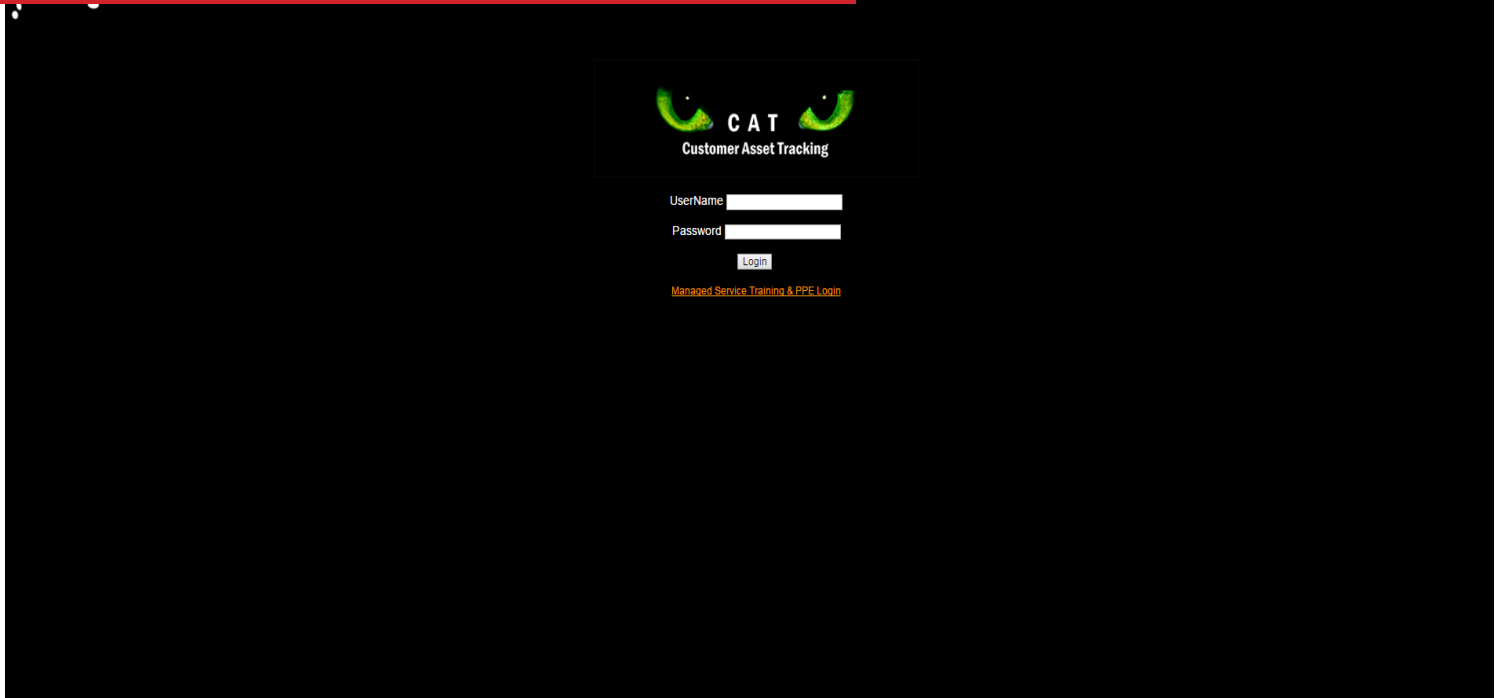 CAT
Customer Asset Tracking
UserName
Password
Login
Managed Service Training & PPE Login